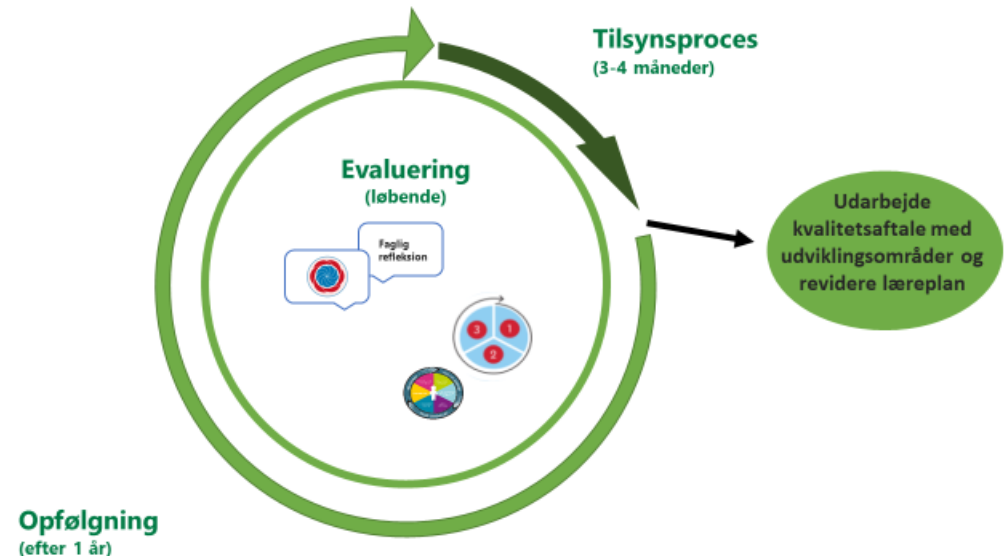 Tilsynsproces
(3-4 måneder)
Evaluering
(løbende)
Faglig
refleksion
Udarbejde
kvalitetsaftale med
udviklingsområder og
revidere læreplan
3
1
2
Opfølgning
(efter 1 år)